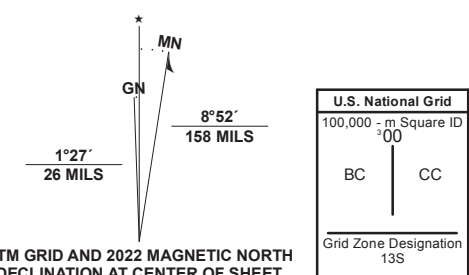 ★
MN
GN
8°52´
158 MILS
1°27´
26 MILS
TM GRID AND 2022 MAGNETIC NORTH
DECLINATION AT CENTER OF SHEET
U.S. National Grid
100,000 - m Square ID
³00
BC
CC
Grid Zone Designation
13S